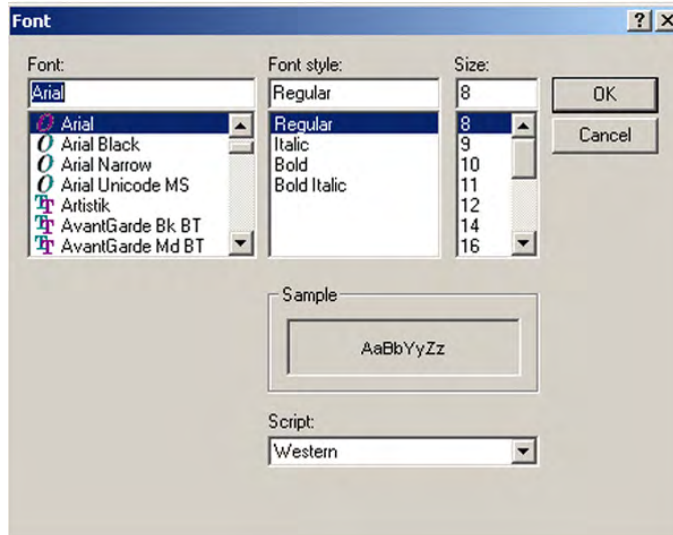 Font
Font:
Arial
Arial
Arial Black
Arial Narrow
Arial Unicode MS
Artistik
AvantGarde Bk BT
AvantGarde Md BT
Font style:
Regular
Regular
Italic
Bold
Bold Italic
Size:
8
8
9
10
11
12
14
16
OK
Cancel
Sample
AaBbYyZz
Script:
Western